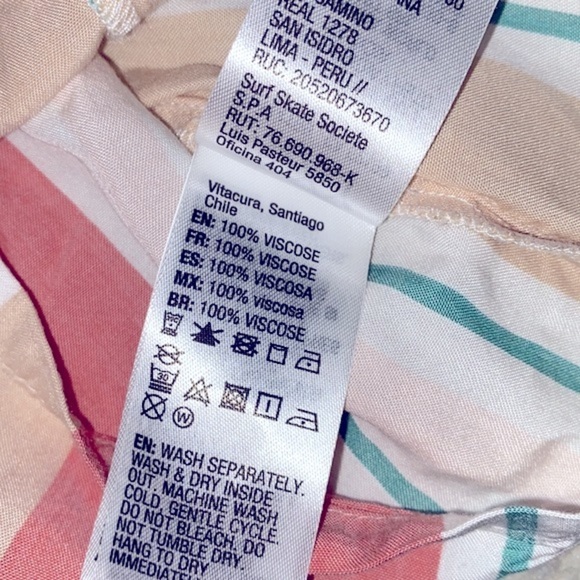 SAMINO
REAL 1278
SAN ISIDRO
LIMA - PERU //
RUC: 20520673670
Surf Skate Societe
S.P.A
RUT: 76.690.968-K
Luis Pasteur 5850
Oficina 404
Vitacura, Santiago
Chile
EN: 100% VISCOSE
FR: 100% VISCOSE
ES: 100% VISCOSA
MX: 100% viscosa
BR: 100% VISCOSE
30
W
EN: WASH SEPARATELY.
WASH & DRY INSIDE
OUT. MACHINE WASH
COLD, GENTLE CYCLE.
DO NOT BLEACH. DO
NOT TUMBLE DRY.
HANG TO DRY
IMMEDIATELY